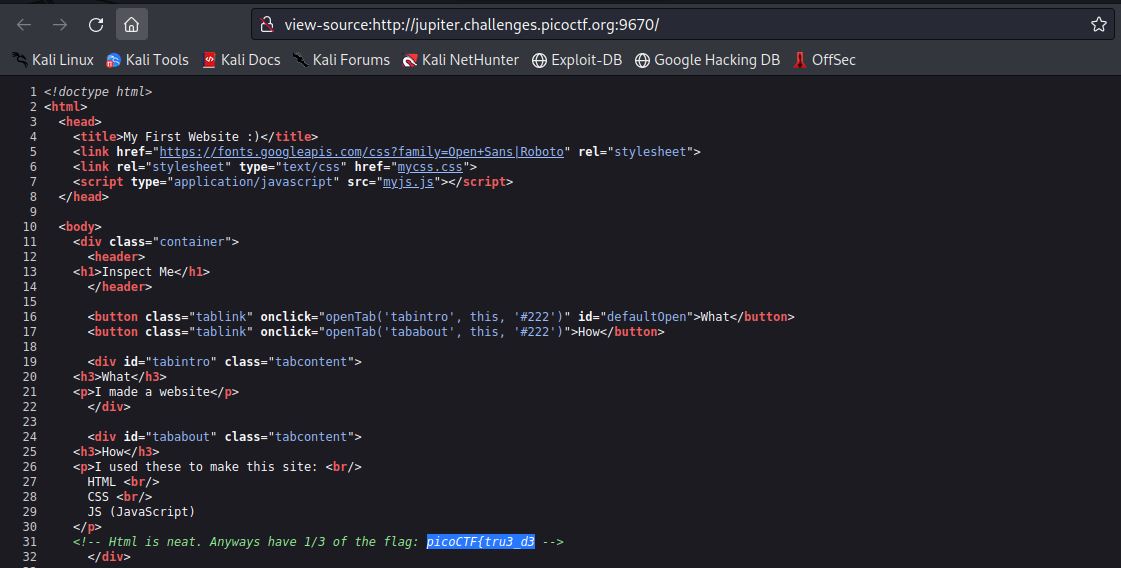 view-source:http://jupiter.challenges.picoctf.org:9670/
Kali Linux Kali Tools Kali Docs Kali Forums Kali NetHunter Exploit-DB Google Hacking DB OffSec
1 <!doctype html>
2 <html>
3 <head>
4 <title>My First Website :)</title>
5 <link href="https://fonts.googleapis.com/css?family=Open+Sans|Roboto" rel="stylesheet">
6 <link rel="stylesheet" type="text/css" href="mycss.css">
7 <script type="application/javascript" src="myjs.js"></script>
8 </head>
9
10 <body>
11 <div class="container">
12 <header>
13 <h1>Inspect Me</h1>
14 </header>
15
16 <button class="tablink" onclick="openTab('tabintro', this, '#222')" id="defaultOpen">What</button>
17 <button class="tablink" onclick="openTab('tababout', this, '#222')">How</button>
18
19 <div id="tabintro" class="tabcontent">
20 <h3>What</h3>
21 <p>I made a website</p>
22 </div>
23
24 <div id="tababout" class="tabcontent">
25 <h3>How</h3>
26 <p>I used these to make this site: <br/>
27 HTML <br/>
28 CSS <br/>
29 JS (JavaScript)
30 </p>
31 <!-- Html is neat. Anyways have 1/3 of the flag: picoCTF{tru3_d3 -->
32 </div>